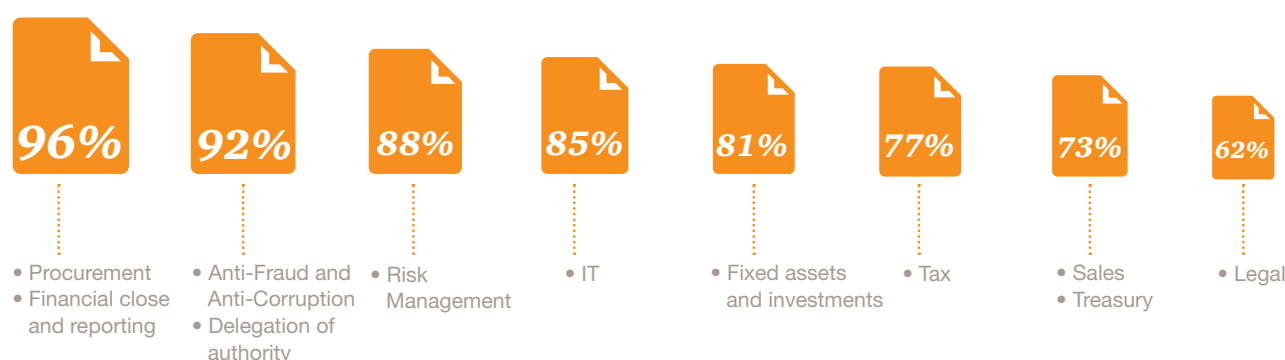 96%
92%
88%
85%
81%
77%
73%
62%
• Procurement
• Financial close
and reporting
• Anti-Fraud and
Anti-Corruption
• Delegation of
authority
• Risk
Management
• IT
• Fixed assets
and investments
• Tax
• Sales
• Treasury
• Legal